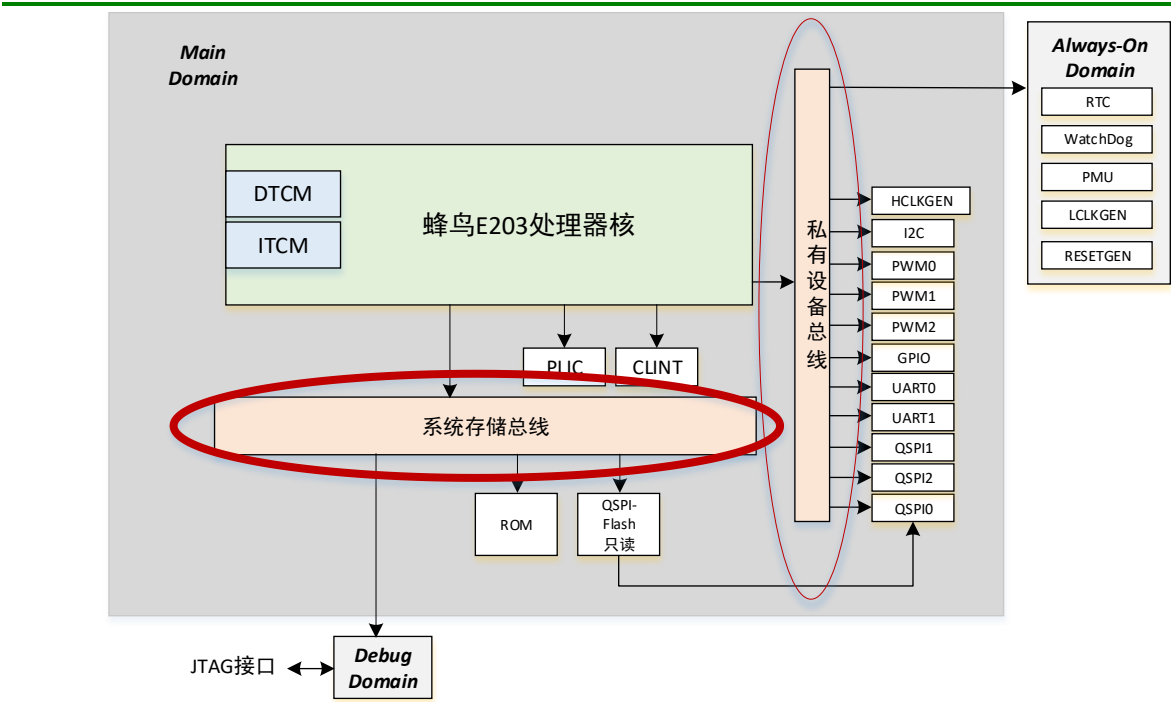 Main
Domain
Always-On
Domain
RTC
WatchDog
PMU
LCLKGEN
RESETGEN
DTCM
ITCM
蜂鸟E203处理器核
私有设备总线
HCLKGEN
I2C
PWM0
PWM1
PWM2
GPIO
UART0
UART1
QSPI1
QSPI2
QSPI0
PLIC
CLINT
系统存储总线
ROM
QSPI-
Flash
只读
JTAG接口
Debug
Domain